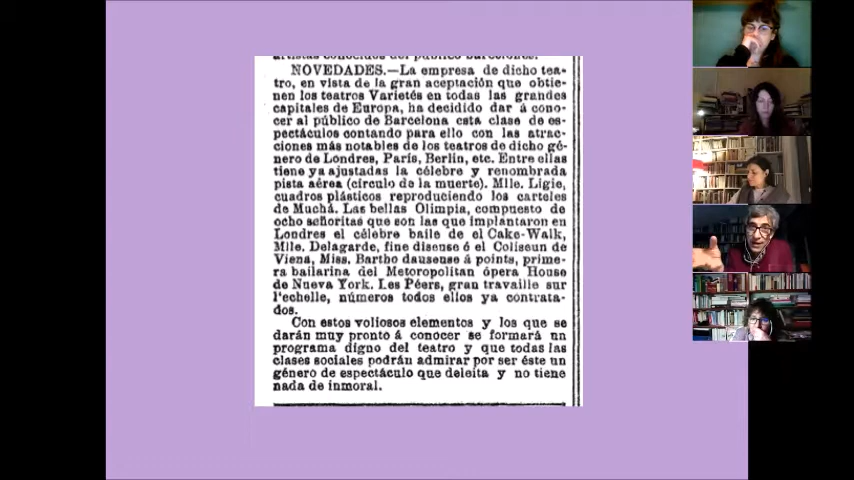 artistas conocidos del público barcelonés.
NOVEDADES.—La empresa de dicho tea-
tro, en vista de la gran aceptación que obtie-
nen los teatros Varietés en todas las grandes
capitales de Europa, ha decidido dar á cono-
cer al público de Barcelona esta clase de es-
pectáculos contando para ello con las atrac-
ciones más notables de los teatros de dicho gé-
nero de Londres, París, Berlin, etc. Entre ellas
tiene ya ajustadas la célebre y renombrada
pista aérea (círculo de la muerte). Mlle. Ligie,
cuadros plásticos reproduciendo los carteles
de Muchá. Las bellas Olimpia, compuesto de
ocho señoritas que son las que implantaron en
Londres el célebre baile de el Cake-Walk,
Mlle. Delagarde, fine diseuse ó el Coliseun de
Viena, Miss. Bartho dauseuse á points, prime-
ra bailarina del Metoropolitan ópera House
de Nueva York. Les Péers, gran travaille sur
l'echelle, números todos ellos ya contrata-
dos.
Con estos voliosos elementos y los que se
darán muy pronto á conocer se formará un
programa digno del teatro y que todas las
clases sociales podrán admirar por ser éste un
género de espectáculo que deleita y no tiene
nada de inmoral.